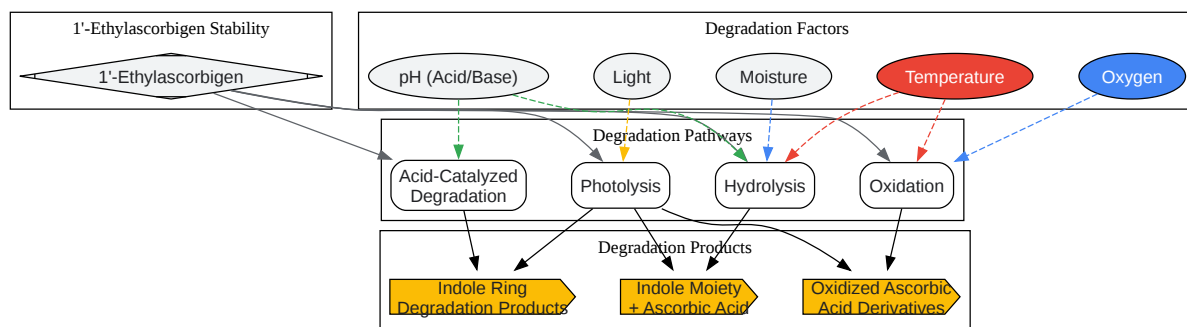 1'-Ethylascorbigen Stability
Degradation Factors
1'-Ethylascorbigen
pH (Acid/Base)
Light
Moisture
Temperature
Oxygen
Degradation Pathways
Acid-Catalyzed
Degradation
Photolysis
Hydrolysis
Oxidation
Degradation Products
Indole Ring
Degradation Products
Indole Moiety
+ Ascorbic Acid
Oxidized Ascorbic
Acid Derivatives